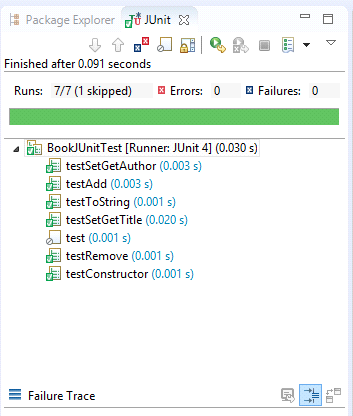 Package Explorer JUnit
Finished after 0.091 seconds
Runs: 7/7 (1 skipped) Errors: 0 Failures: 0
BookJUnitTest [Runner: JUnit 4] (0.030 s)
testSetGetAuthor (0.003 s)
testAdd (0.003 s)
testToString (0.001 s)
testSetGetTitle (0.020 s)
test (0.001 s)
testRemove (0.001 s)
testConstructor (0.001 s)
Failure Trace